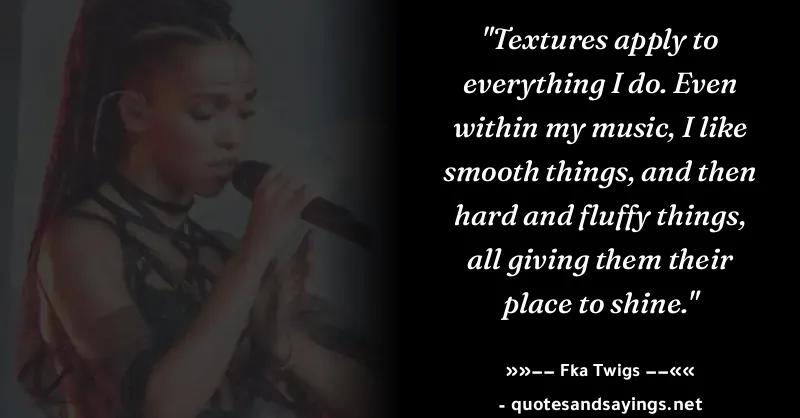 "Textures apply to
everything I do. Even
within my music, I like
smooth things, and then
hard and fluffy things,
all giving them their
place to shine."
»»–– Fka Twigs ––««
- quotesandsayings.net